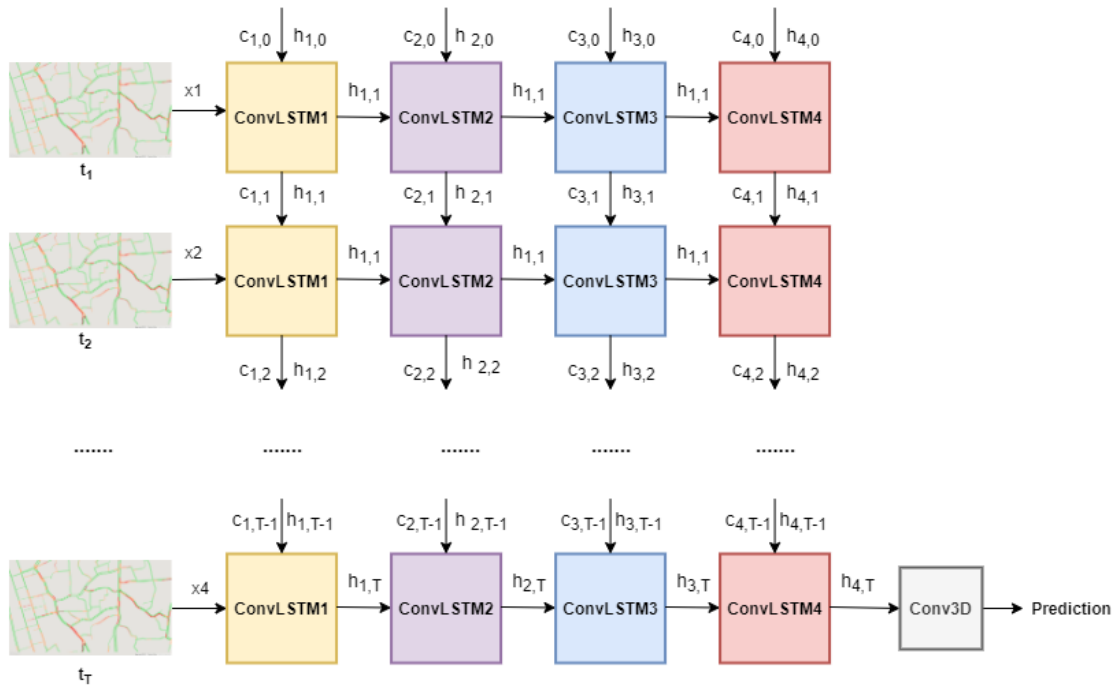 c1,0 h1,0 c2,0 h 2,0 c3,0 h3,0 c4,0 h4,0
x1 ConvLSTM1 h1,1 ConvLSTM2 h1,1 ConvLSTM3 h1,1 ConvLSTM4
t1
c1,1 h1,1 c2,1 h 2,1 c3,1 h3,1 c4,1 h4,1
x2 ConvLSTM1 h1,1 ConvLSTM2 h1,1 ConvLSTM3 h1,1 ConvLSTM4
t2
c1,2 h1,2 c2,2 h 2,2 c3,2 h3,2 c4,2 h4,2
....... ....... ....... ....... .......
c1,T-1 h1,T-1 c2,T-1 h 2,T-1 c3,T-1 h3,T-1 c4,T-1 h4,T-1
x4 ConvLSTM1 h1,T ConvLSTM2 h2,T ConvLSTM3 h3,T ConvLSTM4 h4,T Conv3D Prediction
tT